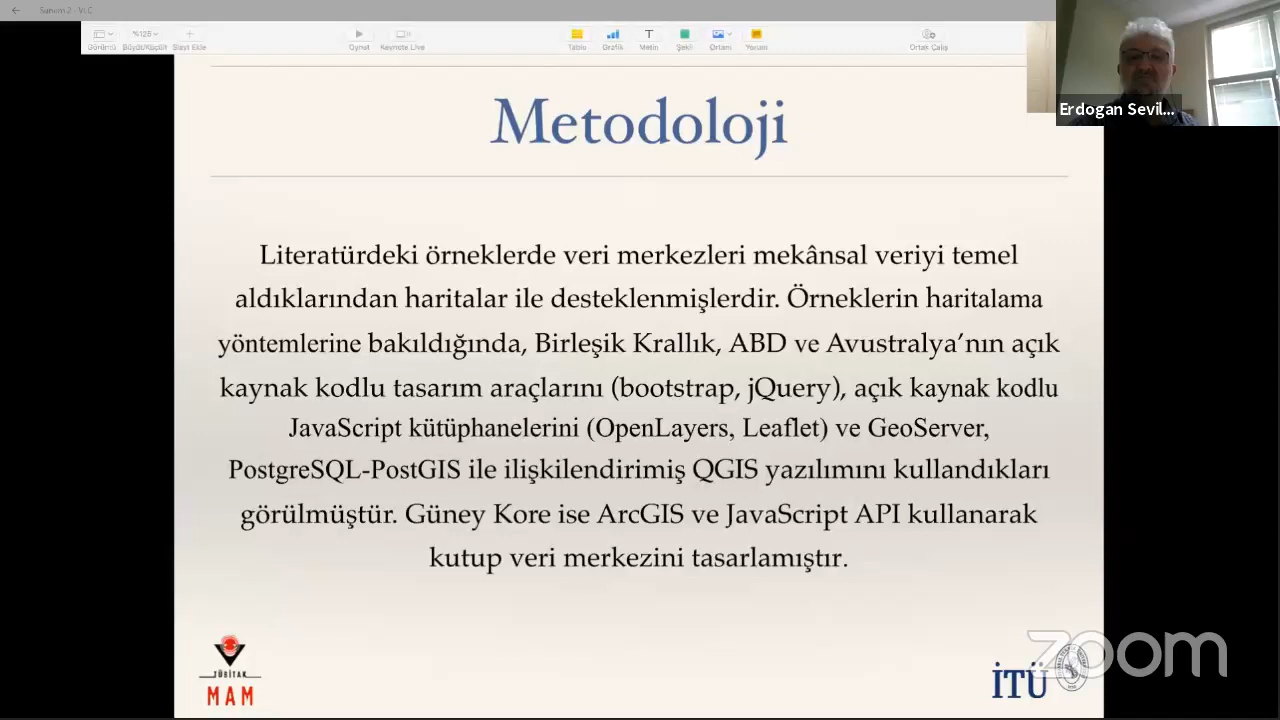 Sunum 2 - VLC
%125
Görünüm
Büyüt/Küçült
Slayt Ekle
Oynat
Keynote Live
Tablo
Grafik
Metin
Şekil
Ortam
Yorum
Ortak Çalış
Erdogan Sevil...
Metodoloji
Literatürdeki örneklerde veri merkezleri mekânsal veriyi temel
aldıklarından haritalar ile desteklenmişlerdir. Örneklerin haritalama
yöntemlerine bakıldığında, Birleşik Krallık, ABD ve Avustralya’nın açık
kaynak kodlu tasarım araçlarını (bootstrap, jQuery), açık kaynak kodlu
JavaScript kütüphanelerini (OpenLayers, Leaflet) ve GeoServer,
PostgreSQL-PostGIS ile ilişkilendirimiş QGIS yazılımını kullandıkları
görülmüştür. Güney Kore ise ArcGIS ve JavaScript API kullanarak
kutup veri merkezini tasarlamıştır.
TÜBİTAK
MAM
İTÜ
zoom